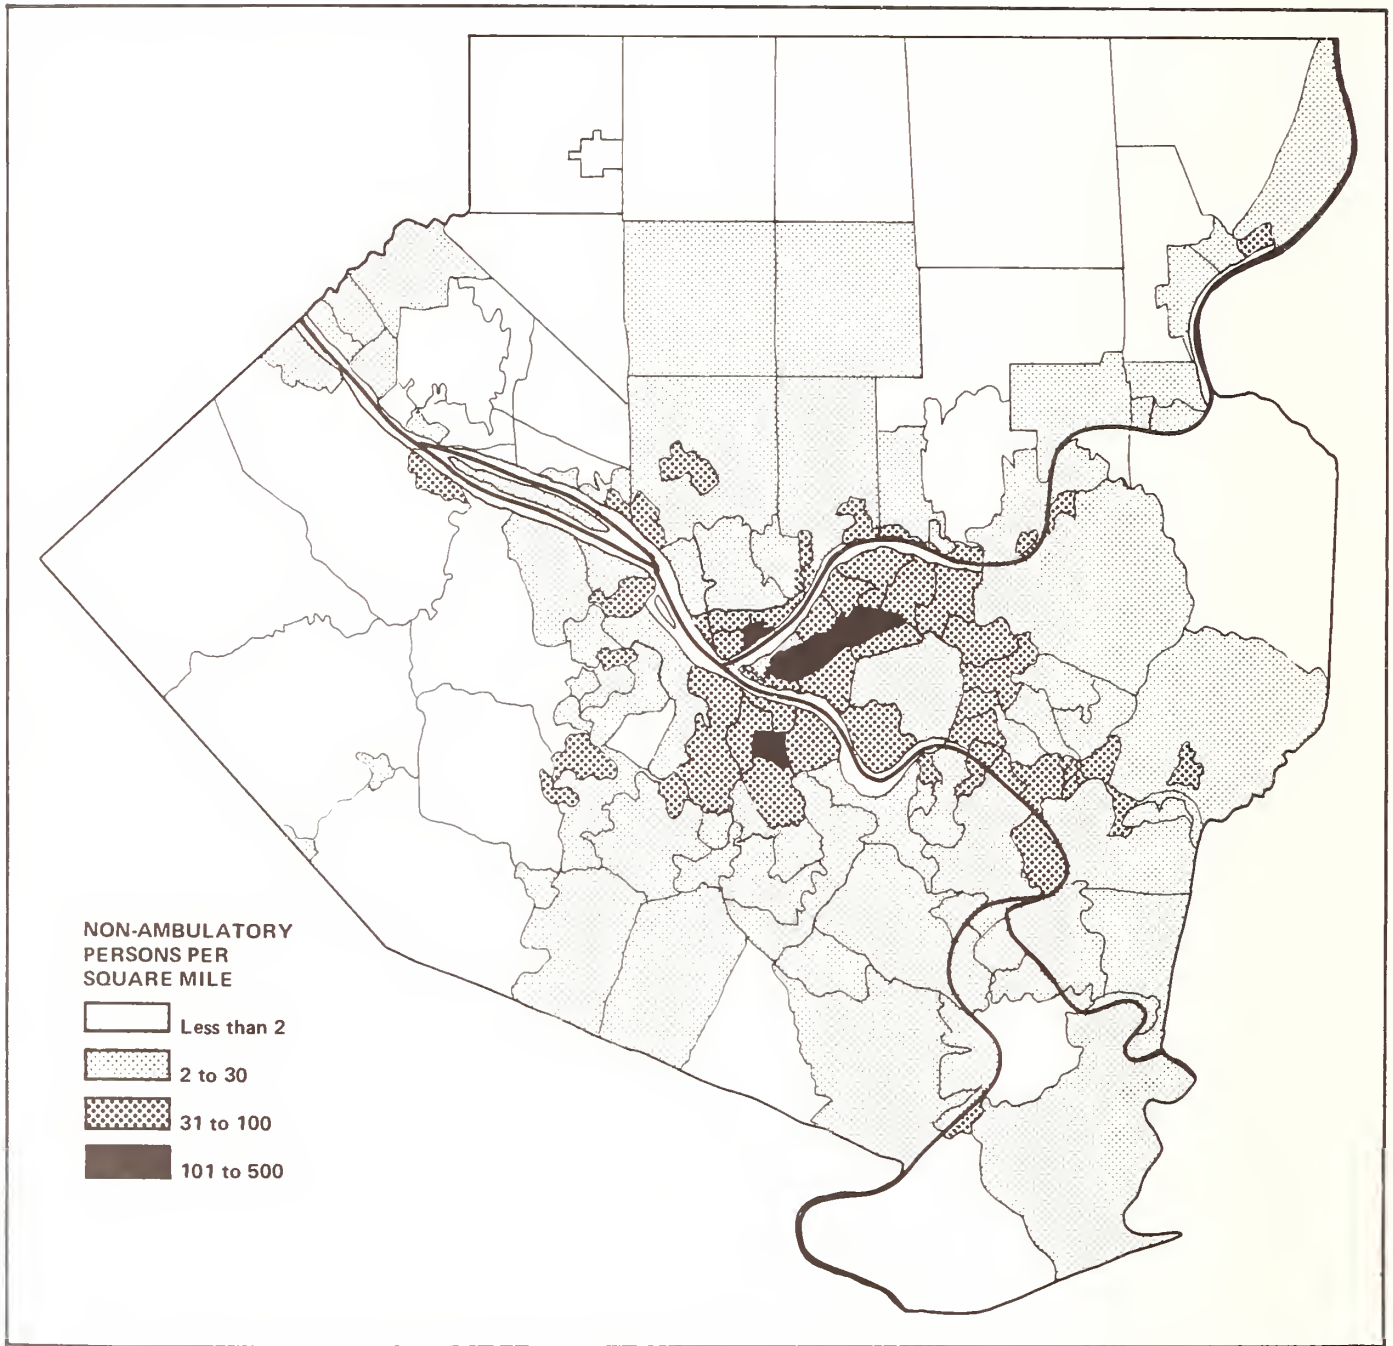 NON-AMBULATORY
PERSONS PER
SQUARE MILE
Less than 2
2 to 30
31 to 100
101 to 500